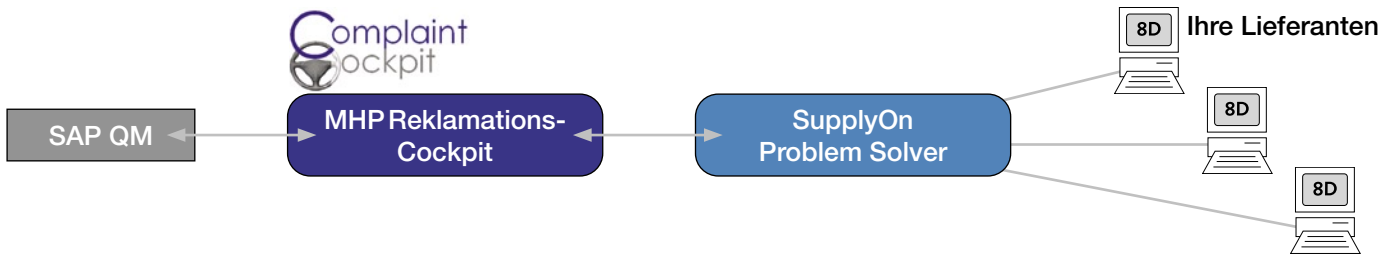 Complaint
Cockpit
8D
Ihre Lieferanten
SAP QM
MHP Reklamations-
Cockpit
SupplyOn
Problem Solver
8D
8D